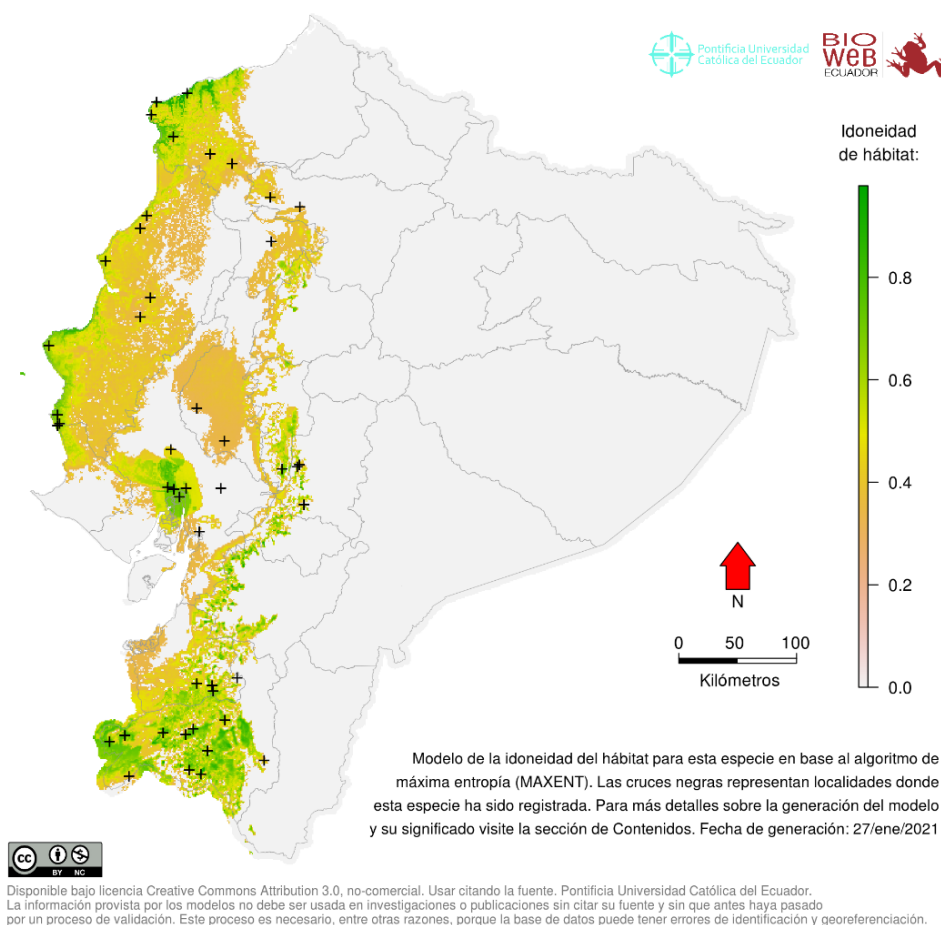 Pontificia Universidad
Católica del Ecuador
BIO
WeB
ECUADOR
Idoneidad
de hábitat:
0.8
0.6
0.4
0.2
0.0
N
0 50 100
Kilómetros
Modelo de la idoneidad del hábitat para esta especie en base al algoritmo de
máxima entropía (MAXENT). Las cruces negras representan localidades donde
esta especie ha sido registrada. Para más detalles sobre la generación del modelo
y su significado visite la sección de Contenidos. Fecha de generación: 27/ene/2021
cc
BY NC
Disponible bajo licencia Creative Commons Attribution 3.0, no-comercial. Usar citando la fuente. Pontificia Universidad Católica del Ecuador.
La información provista por los modelos no debe ser usada en investigaciones o publicaciones sin citar su fuente y sin que antes haya pasado
por un proceso de validación. Este proceso es necesario, entre otras razones, porque la base de datos puede tener errores de identificación y georeferenciación.